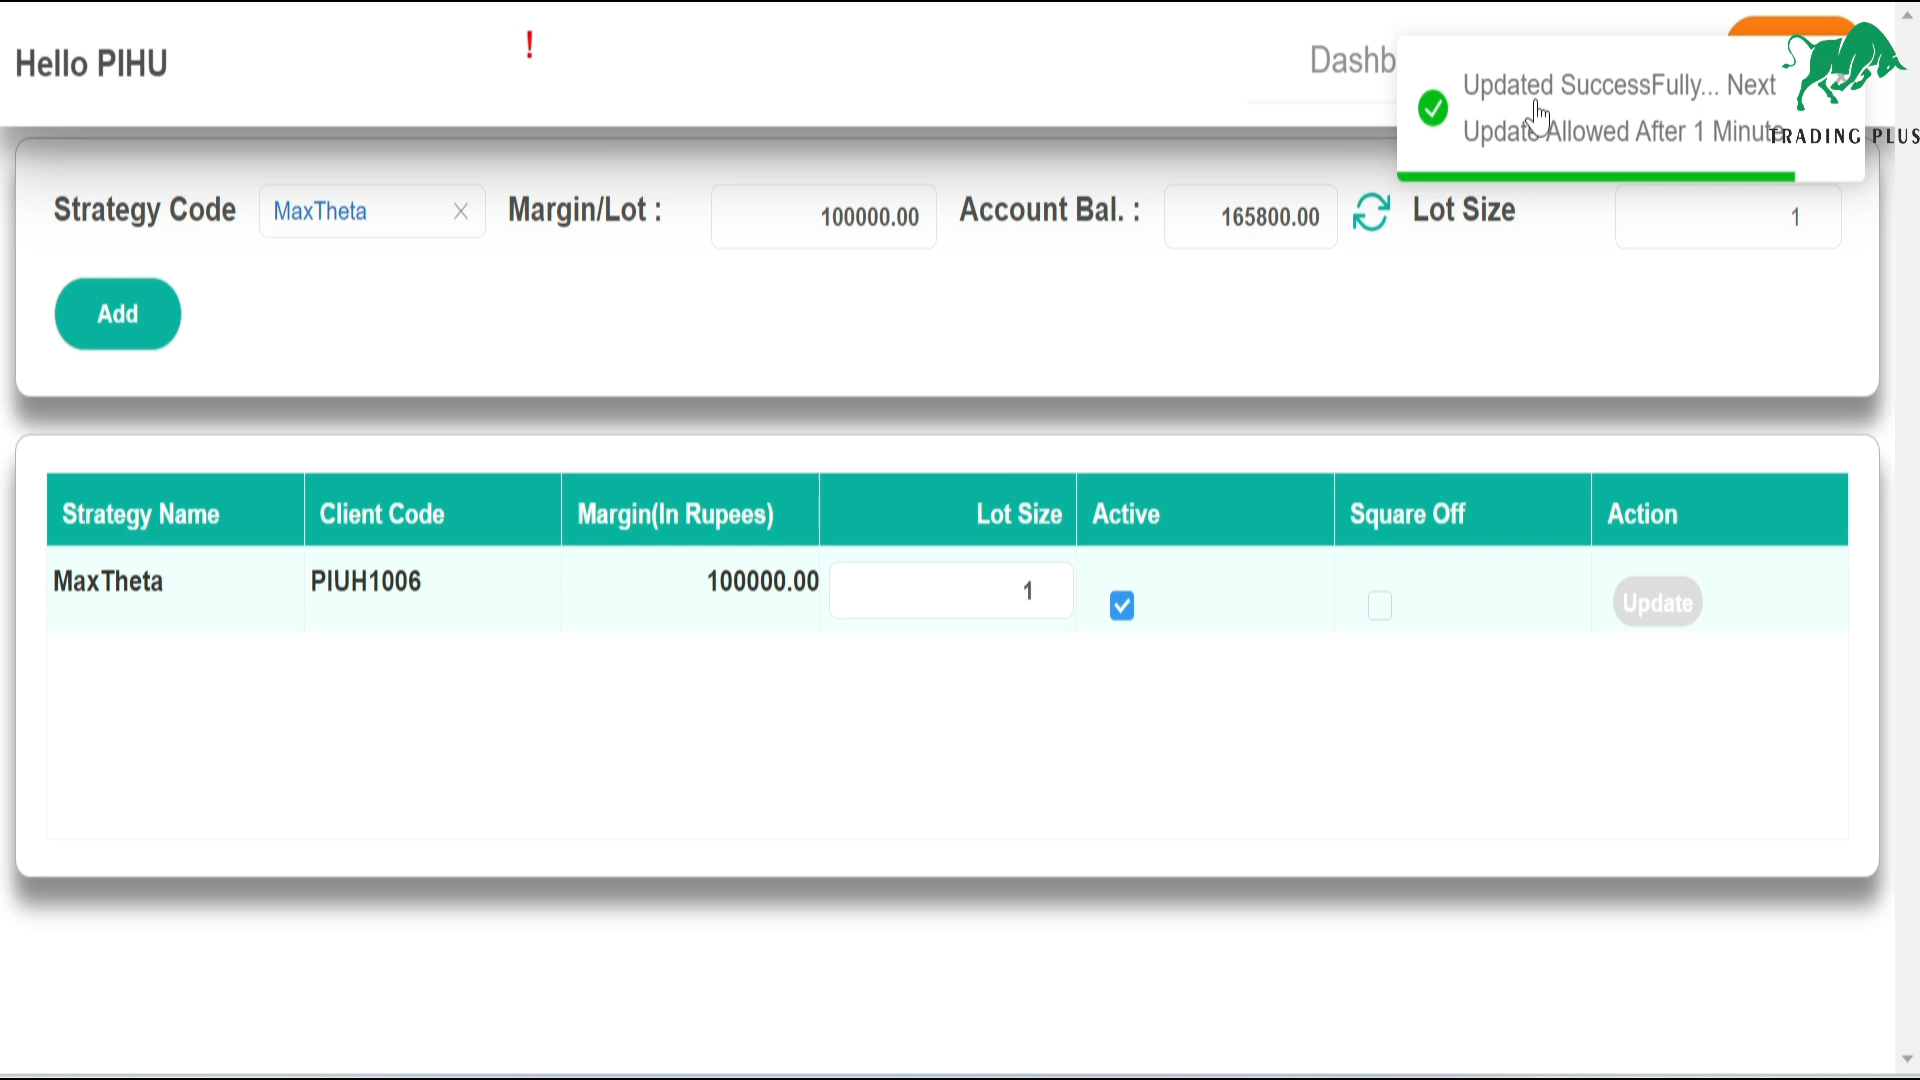 Hello PIHU
!
Dashb
Updated SuccessFully... Next
Update Allowed After 1 Minute
TRADING PLUS
Strategy Code
MaxTheta
Margin/Lot :
100000.00
Account Bal. :
165800.00
Lot Size
1
Add
Strategy Name Client Code Margin(In Rupees) Lot Size Active Square Off Action
MaxTheta PIUH1006 100000.00 1 Update